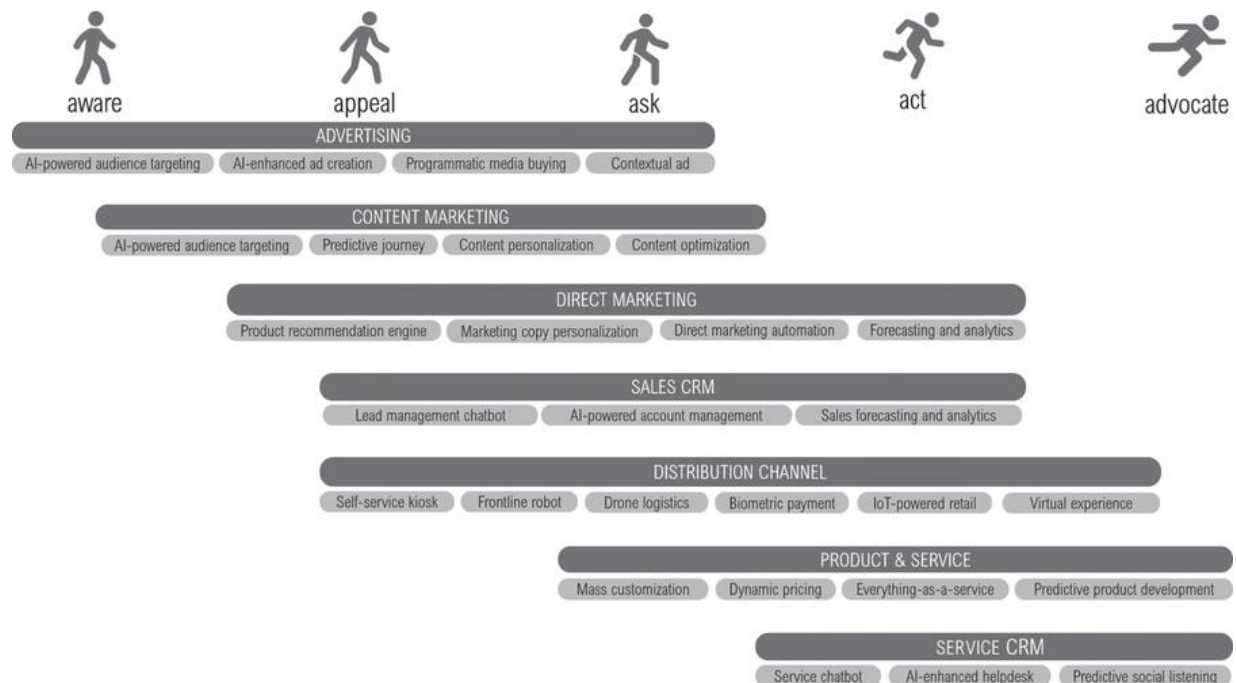 aware appeal ask act advocate
ADVERTISING
AI-powered audience targeting AI-enhanced ad creation Programmatic media buying Contextual ad
CONTENT MARKETING
AI-powered audience targeting Predictive journey Content personalization Content optimization
DIRECT MARKETING
Product recommendation engine Marketing copy personalization Direct marketing automation Forecasting and analytics
SALES CRM
Lead management chatbot AI-powered account management Sales forecasting and analytics
DISTRIBUTION CHANNEL
Self-service kiosk Frontline robot Drone logistics Biometric payment IoT-powered retail Virtual experience
PRODUCT & SERVICE
Mass customization Dynamic pricing Everything-as-a-service Predictive product development
SERVICE CRM
Service chatbot AI-enhanced helpdesk Predictive social listening